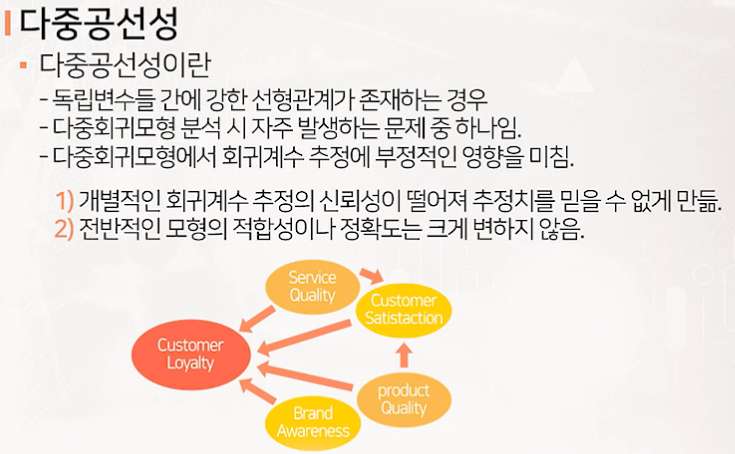 다중공선성
▪ 다중공선성이란
- 독립변수들 간에 강한 선형관계가 존재하는 경우
- 다중회귀모형 분석 시 자주 발생하는 문제 중 하나임.
- 다중회귀모형에서 회귀계수 추정에 부정적인 영향을 미침.
1) 개별적인 회귀계수 추정의 신뢰성이 떨어져 추정치를 믿을 수 없게 만듦.
2) 전반적인 모형의 적합성이나 정확도는 크게 변하지 않음.
Service
Quality
Customer
Satistaction
Customer
Loyalty
product
Quality
Brand
Awareness